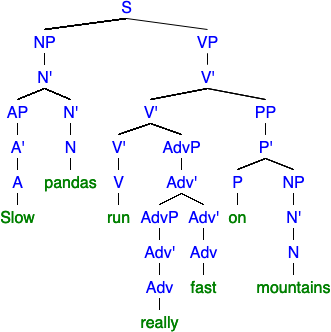 S
NP VP
N' V'
AP N' V' PP
A' N V' AdvP P'
A pandas V Adv' P NP
Slow run AdvP Adv' on N'
Adv' Adv N
Adv fast mountains
really